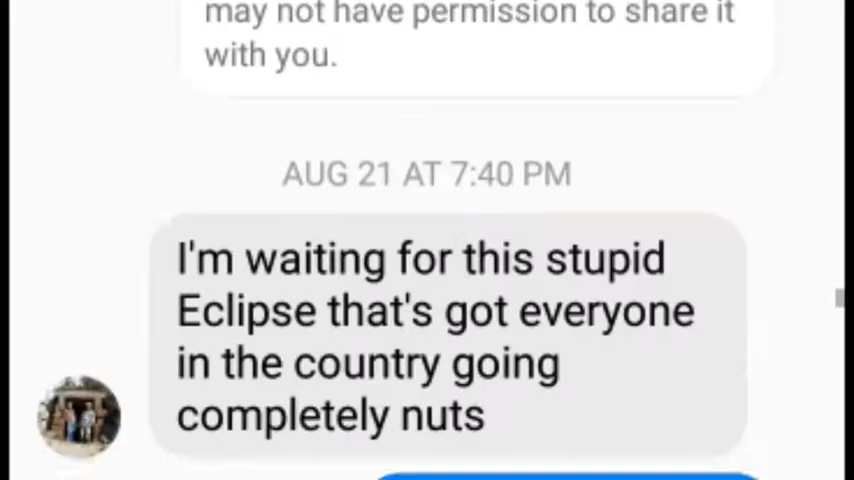 may not have permission to share it
with you.
AUG 21 AT 7:40 PM
I'm waiting for this stupid
Eclipse that's got everyone
in the country going
completely nuts